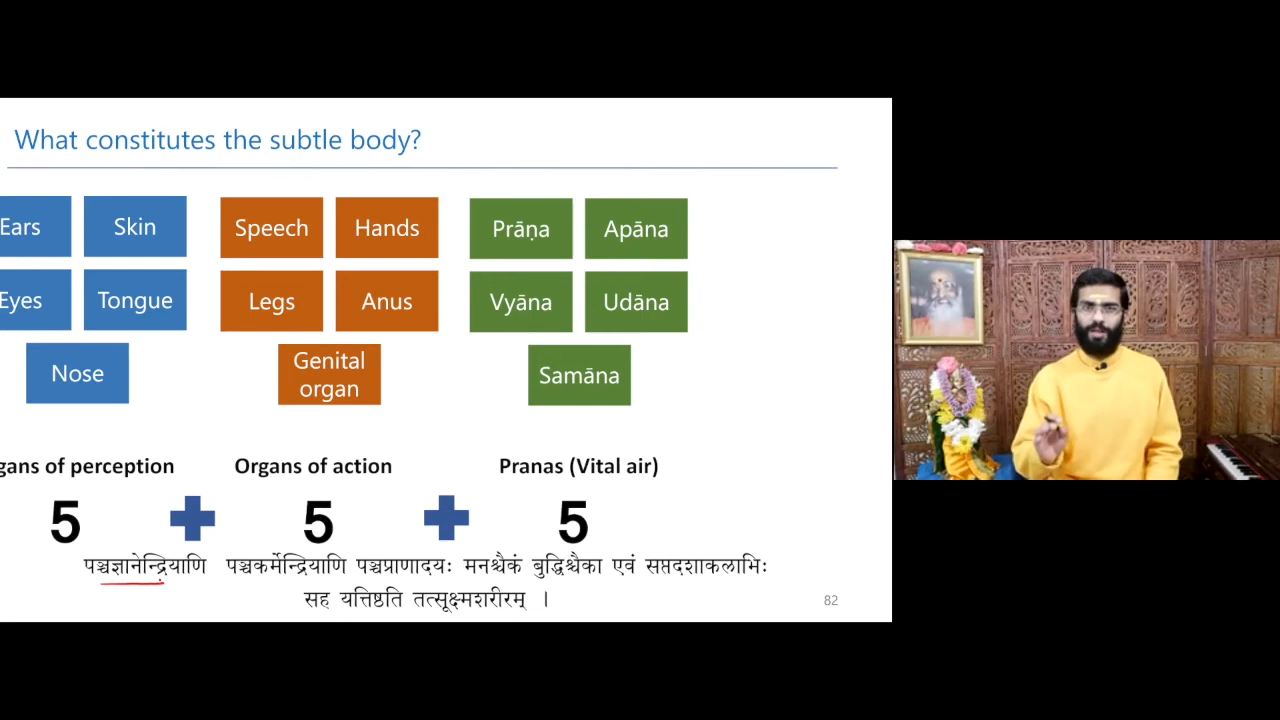 What constitutes the subtle body?
Ears Skin Speech Hands Prāṇa Apāna
Eyes Tongue Legs Anus Vyāna Udāna
Nose Genital organ Samāna
gans of perception Organs of action Pranas (Vital air)
5 + 5 + 5
पञ्चज्ञानेन्द्रियाणि पञ्चकर्मेन्द्रियाणि पञ्चप्राणादयः मनश्चैकं बुद्धिश्चैका एवं सप्तदशाकलाभिः
सह यत्तिष्ठति तत्सूक्ष्मशरीरम् ।
82